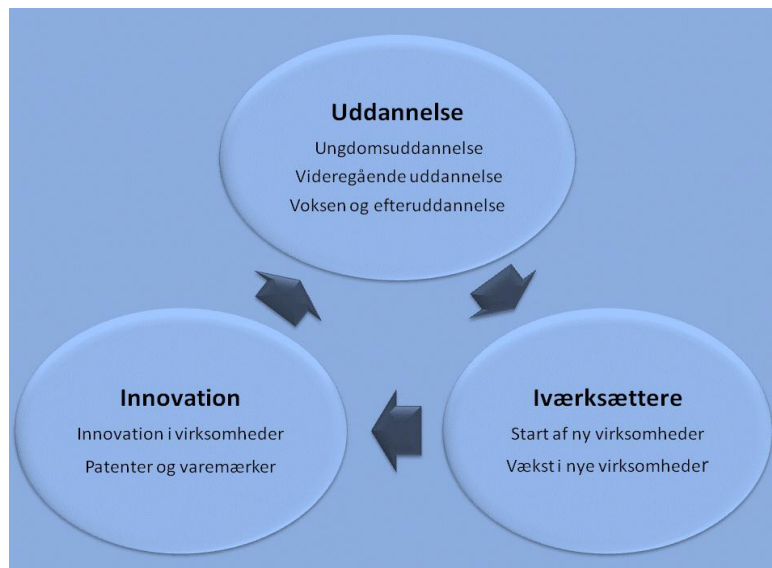 Uddannelse
Ungdomsuddannelse
Videregående uddannelse
Voksen og efteruddannelse
Innovation
Innovation i virksomheder
Patenter og varemærker
Iværksættere
Start af ny virksomheder
Vækst i nye virksomheder